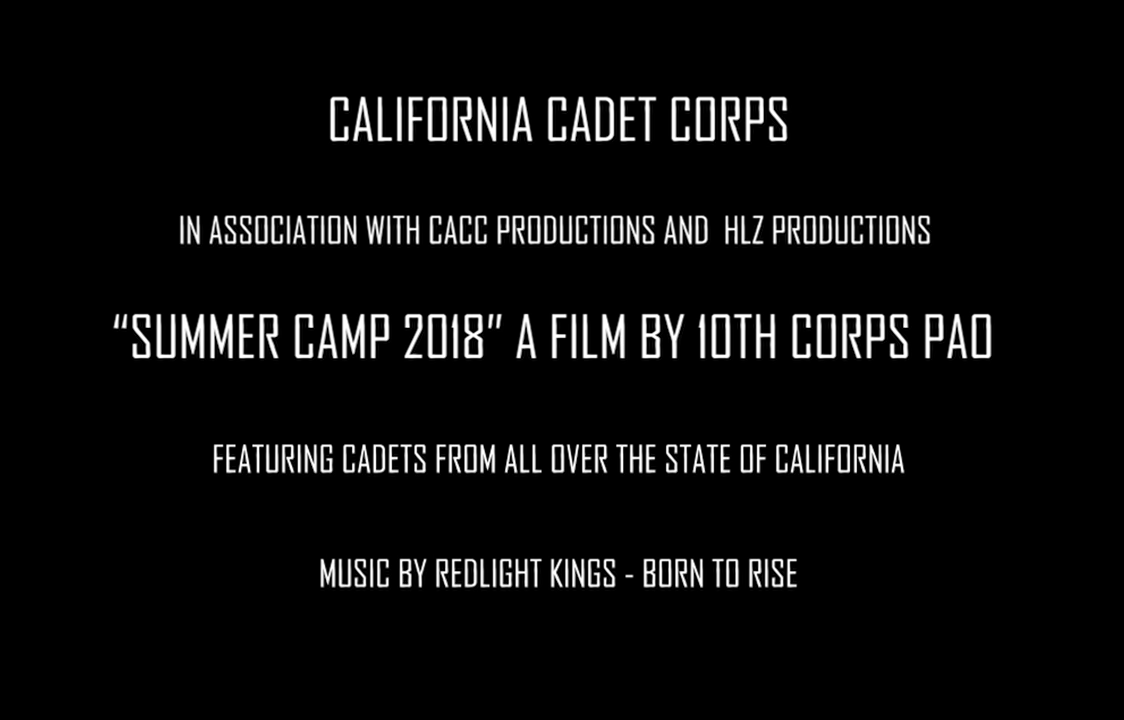 CALIFORNIA CADET CORPS
IN ASSOCIATION WITH CACC PRODUCTIONS AND HLZ PRODUCTIONS
“SUMMER CAMP 2018” A FILM BY 10TH CORPS PAO
FEATURING CADETS FROM ALL OVER THE STATE OF CALIFORNIA
MUSIC BY REDLIGHT KINGS - BORN TO RISE